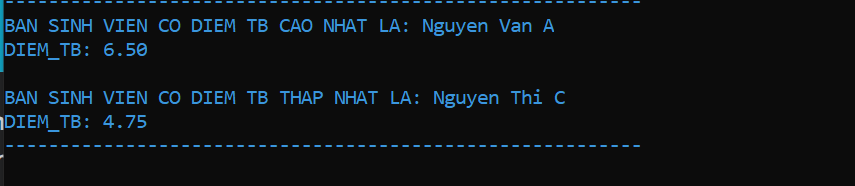 ---------------------------------------------------------
BAN SINH VIEN CO DIEM TB CAO NHAT LA: Nguyen Van A
DIEM_TB: 6.50
BAN SINH VIEN CO DIEM TB THAP NHAT LA: Nguyen Thi C
DIEM_TB: 4.75
---------------------------------------------------------